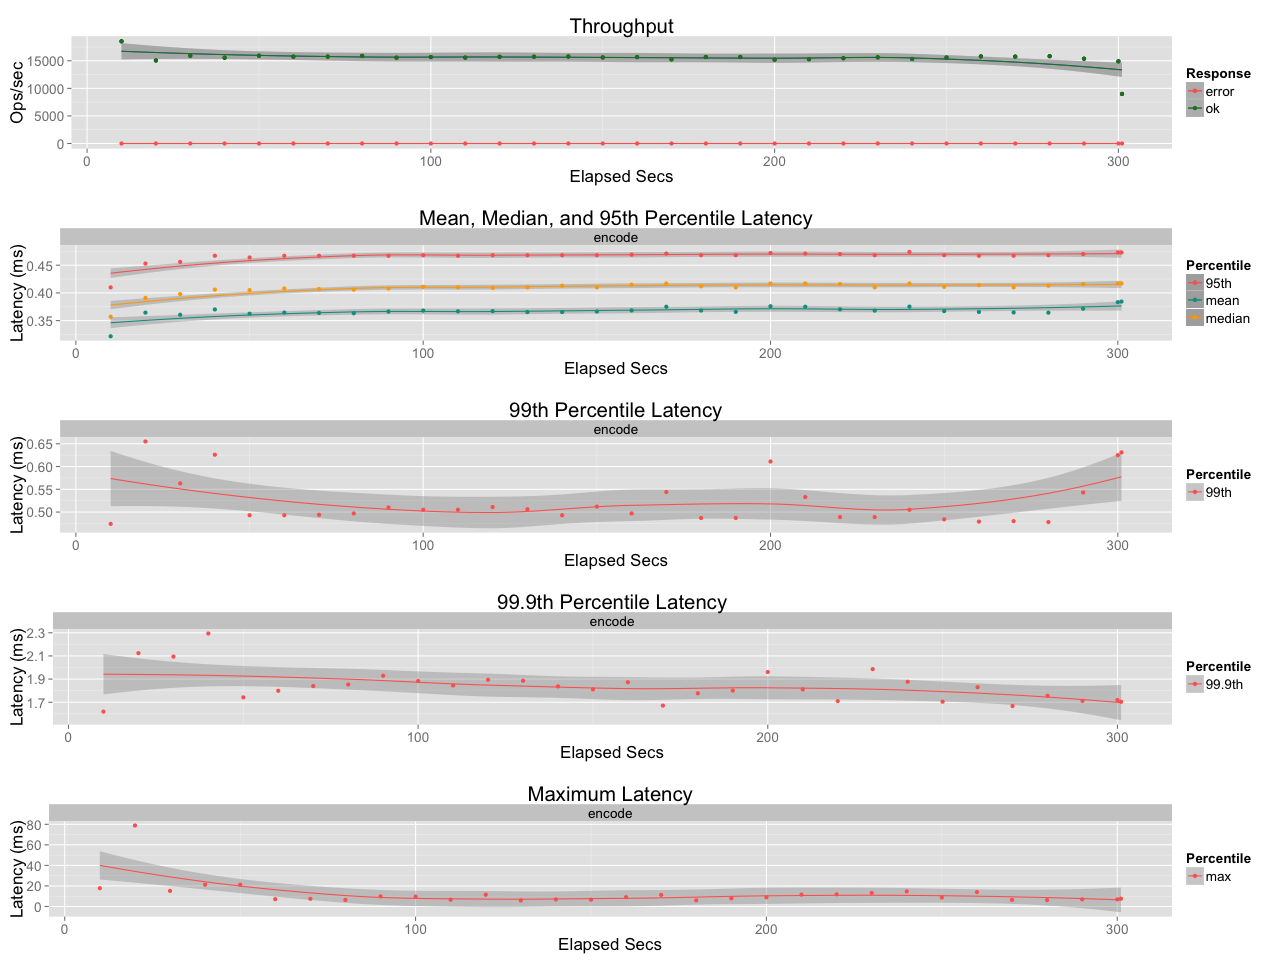 Throughput
Ops/sec
15000
10000
5000
0
0 100 200 300
Elapsed Secs
Response
error
ok
Mean, Median, and 95th Percentile Latency
encode
Latency (ms)
0.45
0.40
0.35
0 100 200 300
Elapsed Secs
Percentile
95th
mean
median
99th Percentile Latency
encode
Latency (ms)
0.65
0.60
0.55
0.50
0 100 200 300
Elapsed Secs
Percentile
99th
99.9th Percentile Latency
encode
Latency (ms)
2.3
2.1
1.9
1.7
0 100 200 300
Elapsed Secs
Percentile
99.9th
Maximum Latency
encode
Latency (ms)
80
60
40
20
0
0 100 200 300
Elapsed Secs
Percentile
max